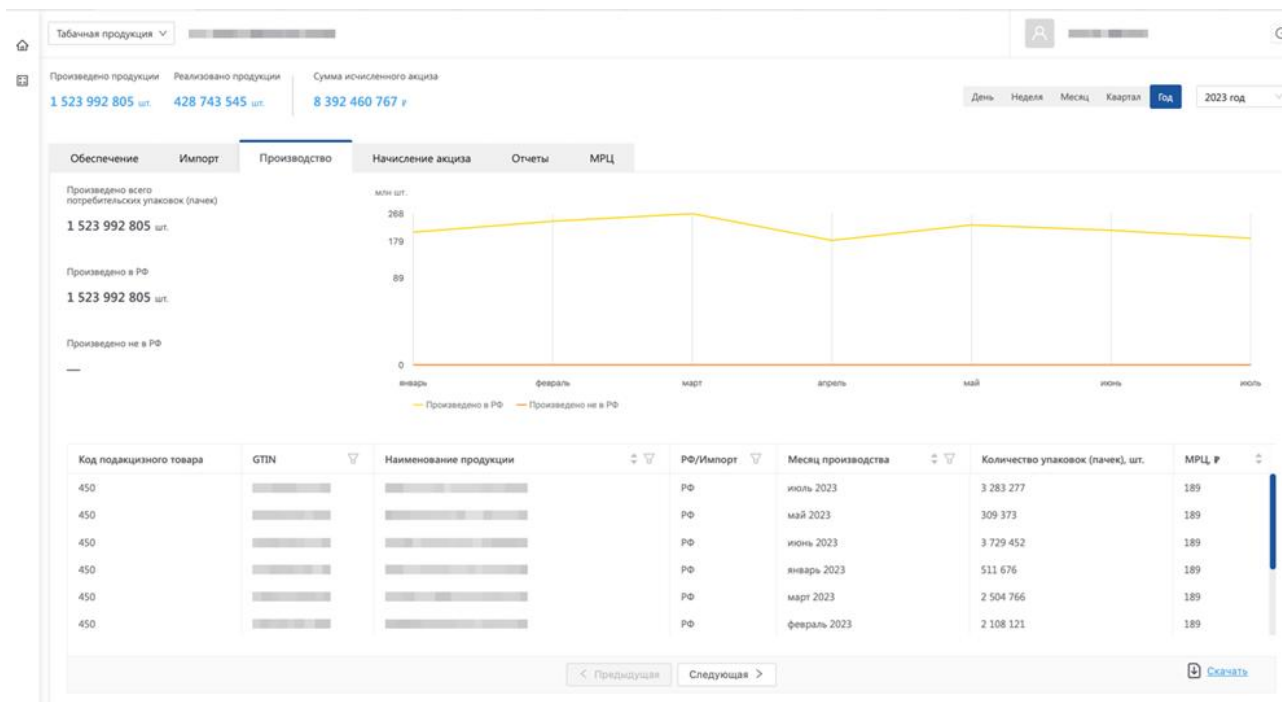 Табачная продукция
Произведено продукции Реализовано продукции Сумма исчисленного акциза
1 523 992 805 шт. 428 743 545 шт. 8 392 460 767 ₽
День Неделя Месяц Квартал Год 2023 год
Обеспечение Импорт Производство Начисление акциза Отчеты МРЦ
Произведено всего
потребительских упаковок (пачек)
1 523 992 805 шт.
Произведено в РФ
1 523 992 805 шт.
Произведено не в РФ
—
млн шт.
268
179
89
0
январь февраль март апрель май июнь июль
Произведено в РФ Произведено не в РФ
Код подакцизного товара GTIN Наименование продукции РФ/Импорт Месяц производства Количество упаковок (пачек), шт. МРЦ, ₽
450 РФ июль 2023 3 283 277 189
450 РФ май 2023 309 373 189
450 РФ июнь 2023 3 729 452 189
450 РФ январь 2023 511 676 189
450 РФ март 2023 2 504 766 189
450 РФ февраль 2023 2 108 121 189
< Предыдущая Следующая > Скачать